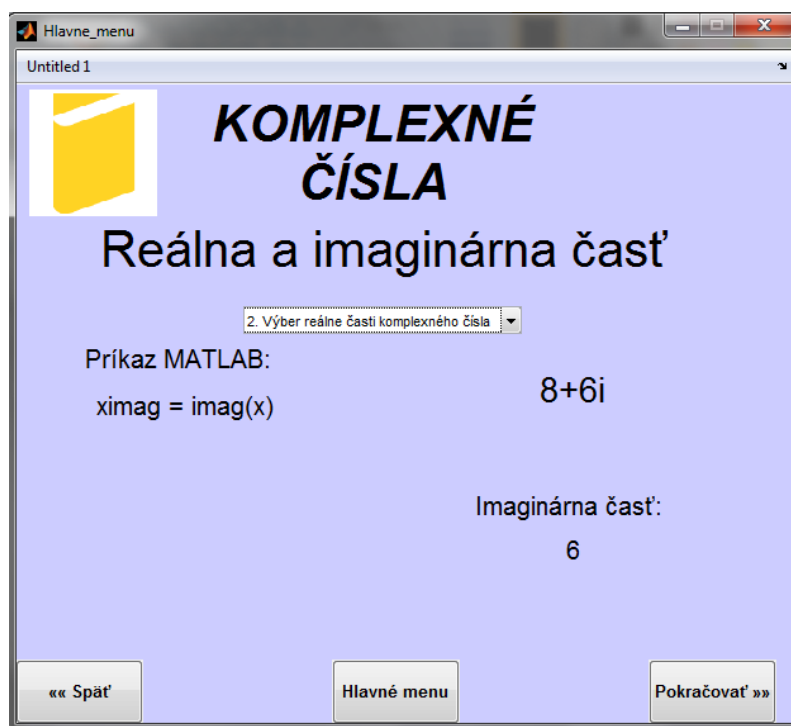 Hlavne_menu
Untitled 1
KOMPLEXNÉ
ČÍSLA
Reálna a imaginárna časť
2. Výber reálne časti komplexného čísla
Príkaz MATLAB:
ximag = imag(x)
8+6i
Imaginárna časť:
6
«« Späť
Hlavné menu
Pokračovať »»